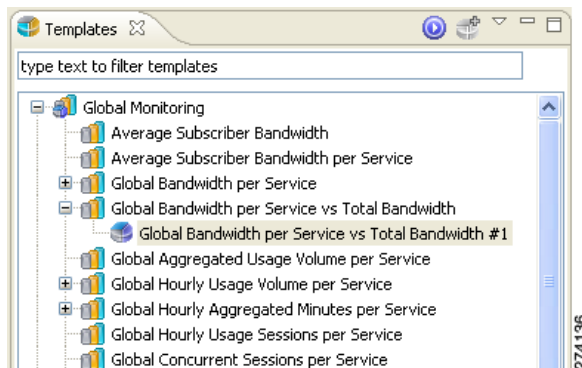 Templates
type text to filter templates
Global Monitoring
Average Subscriber Bandwidth
Average Subscriber Bandwidth per Service
Global Bandwidth per Service
Global Bandwidth per Service vs Total Bandwidth
Global Bandwidth per Service vs Total Bandwidth #1
Global Aggregated Usage Volume per Service
Global Hourly Usage Volume per Service
Global Hourly Aggregated Minutes per Service
Global Hourly Usage Sessions per Service
Global Concurrent Sessions per Service
274136